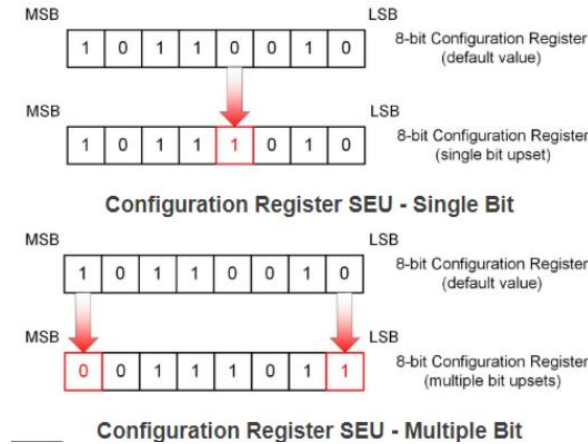 MSB LSB
1 0 1 1 0 0 1 0 8-bit Configuration Register
(default value)
MSB LSB
1 0 1 1 1 0 1 0 8-bit Configuration Register
(single bit upset)
Configuration Register SEU - Single Bit
MSB LSB
1 0 1 1 0 0 1 0 8-bit Configuration Register
(default value)
MSB LSB
0 0 1 1 1 0 1 1 8-bit Configuration Register
(multiple bit upsets)
Configuration Register SEU - Multiple Bit